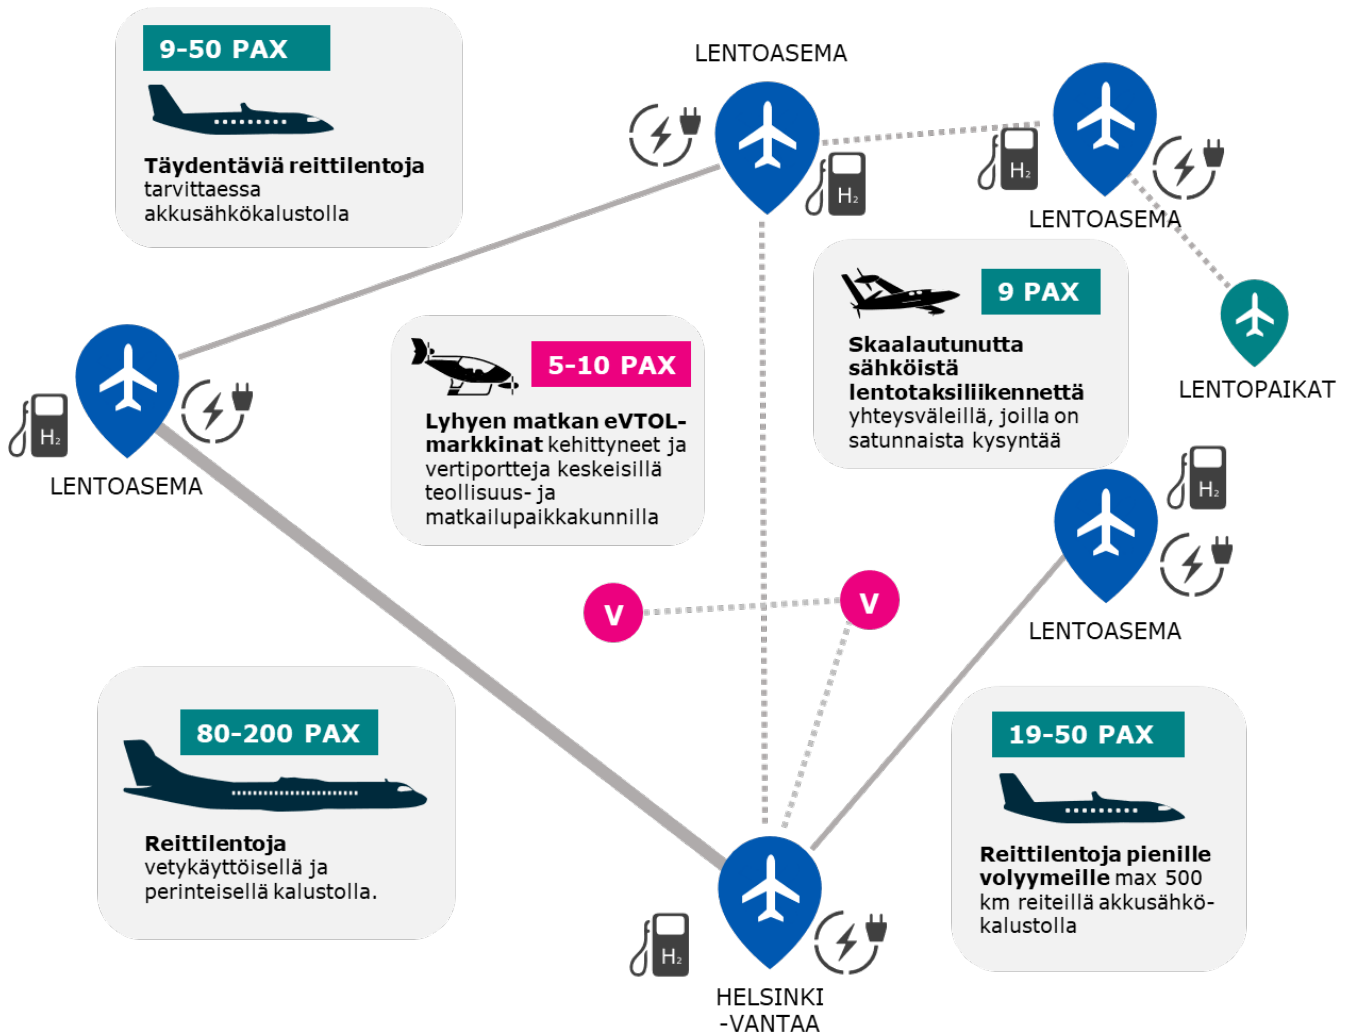 9-50 PAX
Täydentäviä reittilentoja
tarvittaessa
akkusähkökalustolla
LENTOASEMA
H₂
H₂
LENTOASEMA
9 PAX
Skaalautunutta
sähköistä
lentotaksiliikennettä
yhteysväleillä, joilla on
satunnaista kysyntää
LENTOPAIKAT
5-10 PAX
Lyhyen matkan eVTOL-
markkinat kehittyneet ja
vertiportteja keskeisillä
teollisuus- ja
matkailupaikkakunnilla
H₂
LENTOASEMA
H₂
LENTOASEMA
V
V
80-200 PAX
Reittilentoja
vetykäyttöisellä ja
perinteisellä kalustolla.
19-50 PAX
Reittilentoja pienille
volyymeille max 500
km reiteillä akkusähkö-
kalustolla
H₂
HELSINKI
-VANTAA